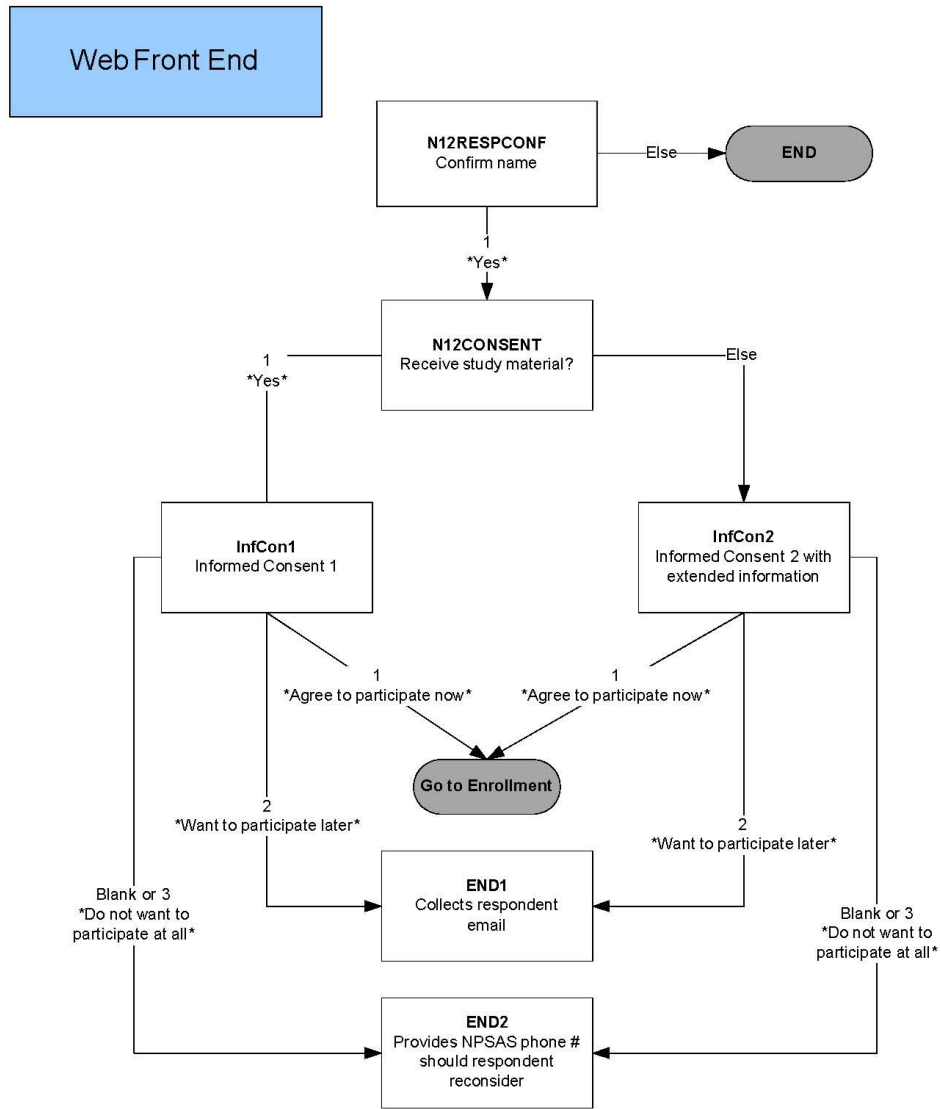 Web Front End
N12RESPCONF
Confirm name
Else
END
1
*Yes*
N12CONSENT
Receive study material?
1
*Yes*
Else
InfCon1
Informed Consent 1
InfCon2
Informed Consent 2 with
extended information
1
*Agree to participate now*
1
*Agree to participate now*
Go to Enrollment
2
*Want to participate later*
2
*Want to participate later*
END1
Collects respondent
email
Blank or 3
*Do not want to
participate at all*
Blank or 3
*Do not want to
participate at all*
END2
Provides NPSAS phone #
should respondent
reconsider